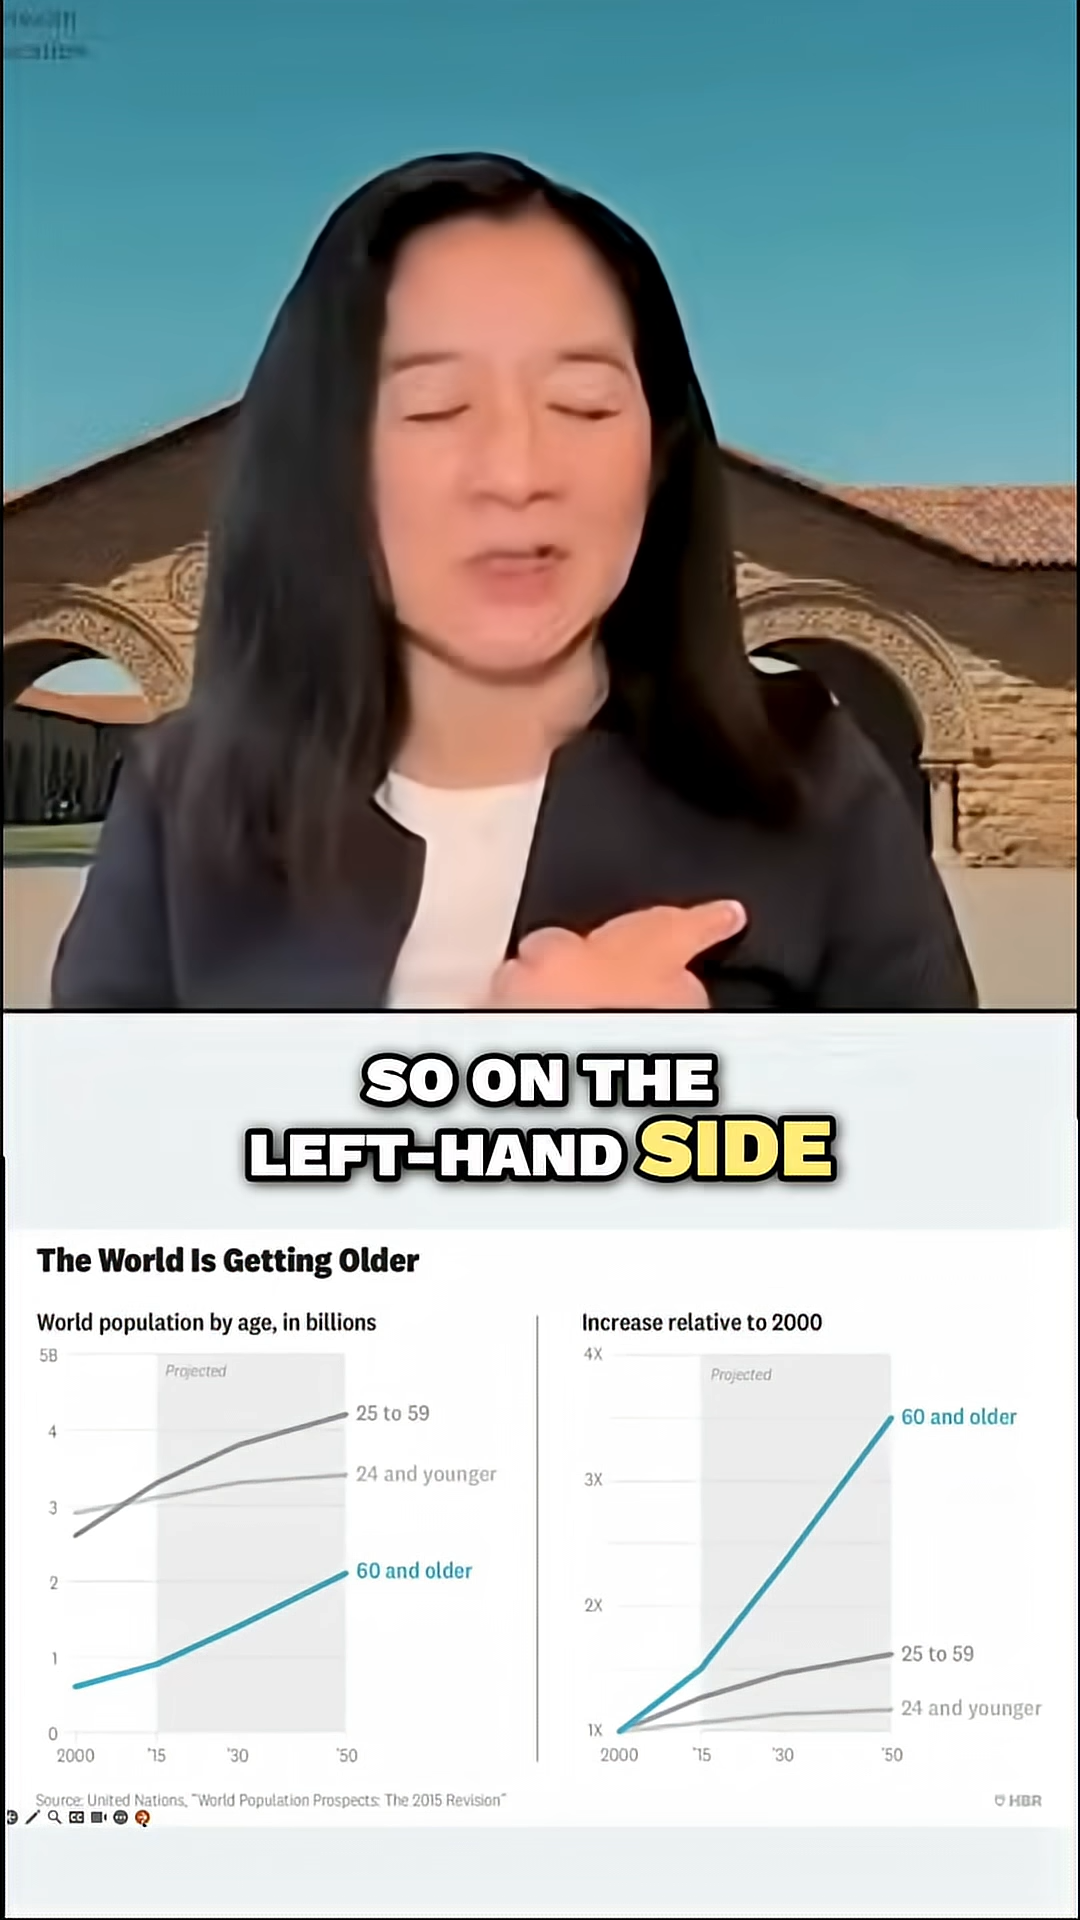 Health
SO ON THE
LEFT-HAND SIDE
The World Is Getting Older
World population by age, in billions
5B
Projected
25 to 59
4
24 and younger
3
2
60 and older
1
0
2000 '15 '30 '50
Increase relative to 2000
4X
Projected
60 and older
3X
2X
25 to 59
24 and younger
1X
2000 '15 '30 '50
Source: United Nations, "World Population Prospects: The 2015 Revision"
HBR
CC